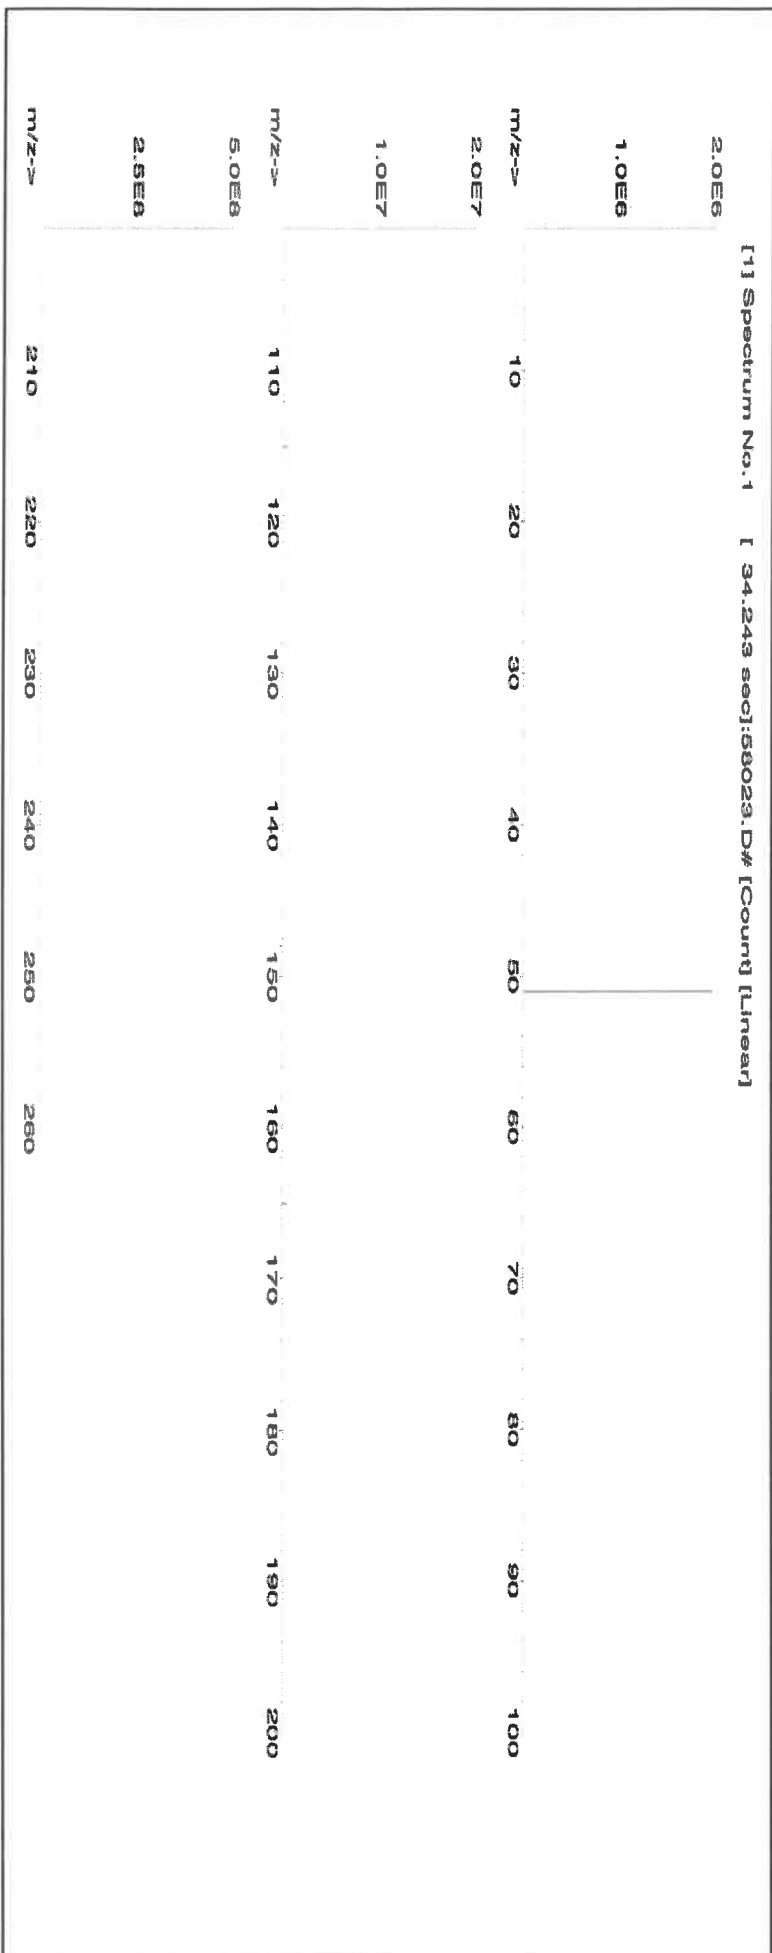 [1] Spectrum No.1 [ 34.243 sec]:58023.D# [Count] [Linear]
2.0E6
1.0E6
m/z-> 10 20 30 40 50 60 70 80 90 100
2.0E7
1.0E7
m/z-> 110 120 130 140 150 160 170 180 190 200
5.0E8
2.5E8
m/z-> 210 220 230 240 250 260